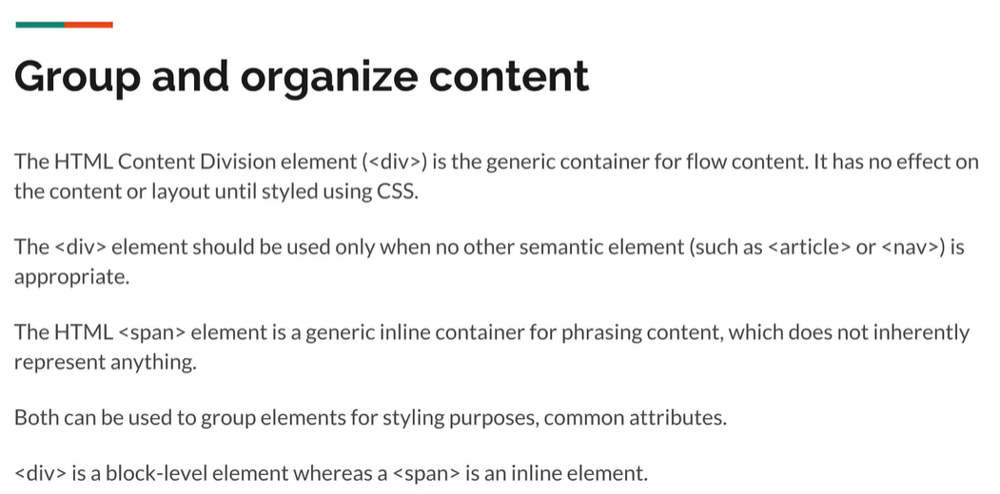 Group and organize content
The HTML Content Division element (<div>) is the generic container for flow content. It has no effect on
the content or layout until styled using CSS.
The <div> element should be used only when no other semantic element (such as <article> or <nav>) is
appropriate.
The HTML <span> element is a generic inline container for phrasing content, which does not inherently
represent anything.
Both can be used to group elements for styling purposes, common attributes.
<div> is a block-level element whereas a <span> is an inline element.